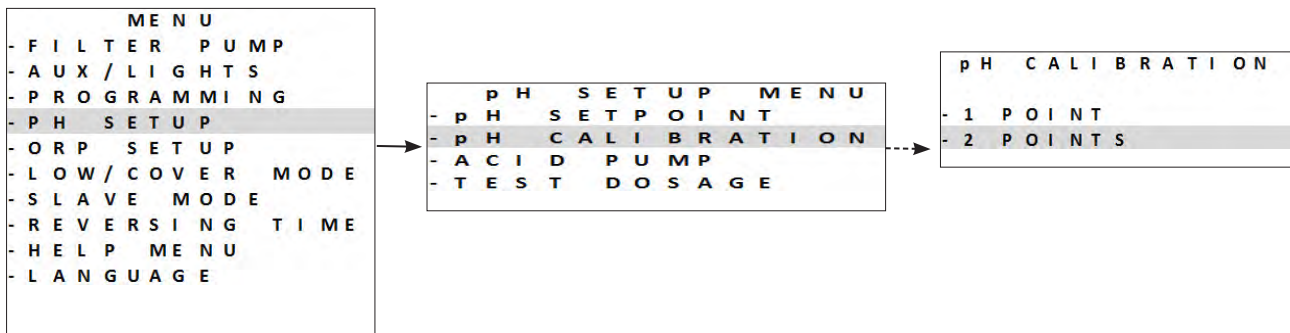 MENU
- FILTER PUMP
- AUX/LIGHTS
- PROGRAMMING
- PH SETUP
- ORP SETUP
- LOW/COVER MODE
- SLAVE MODE
- REVERSING TIME
- HELP MENU
- LANGUAGE
pH SETUP MENU
- pH SETPOINT
- pH CALIBRATION
- ACID PUMP
- TEST DOSAGE
pH CALIBRATION
- 1 POINT
- 2 POINTS